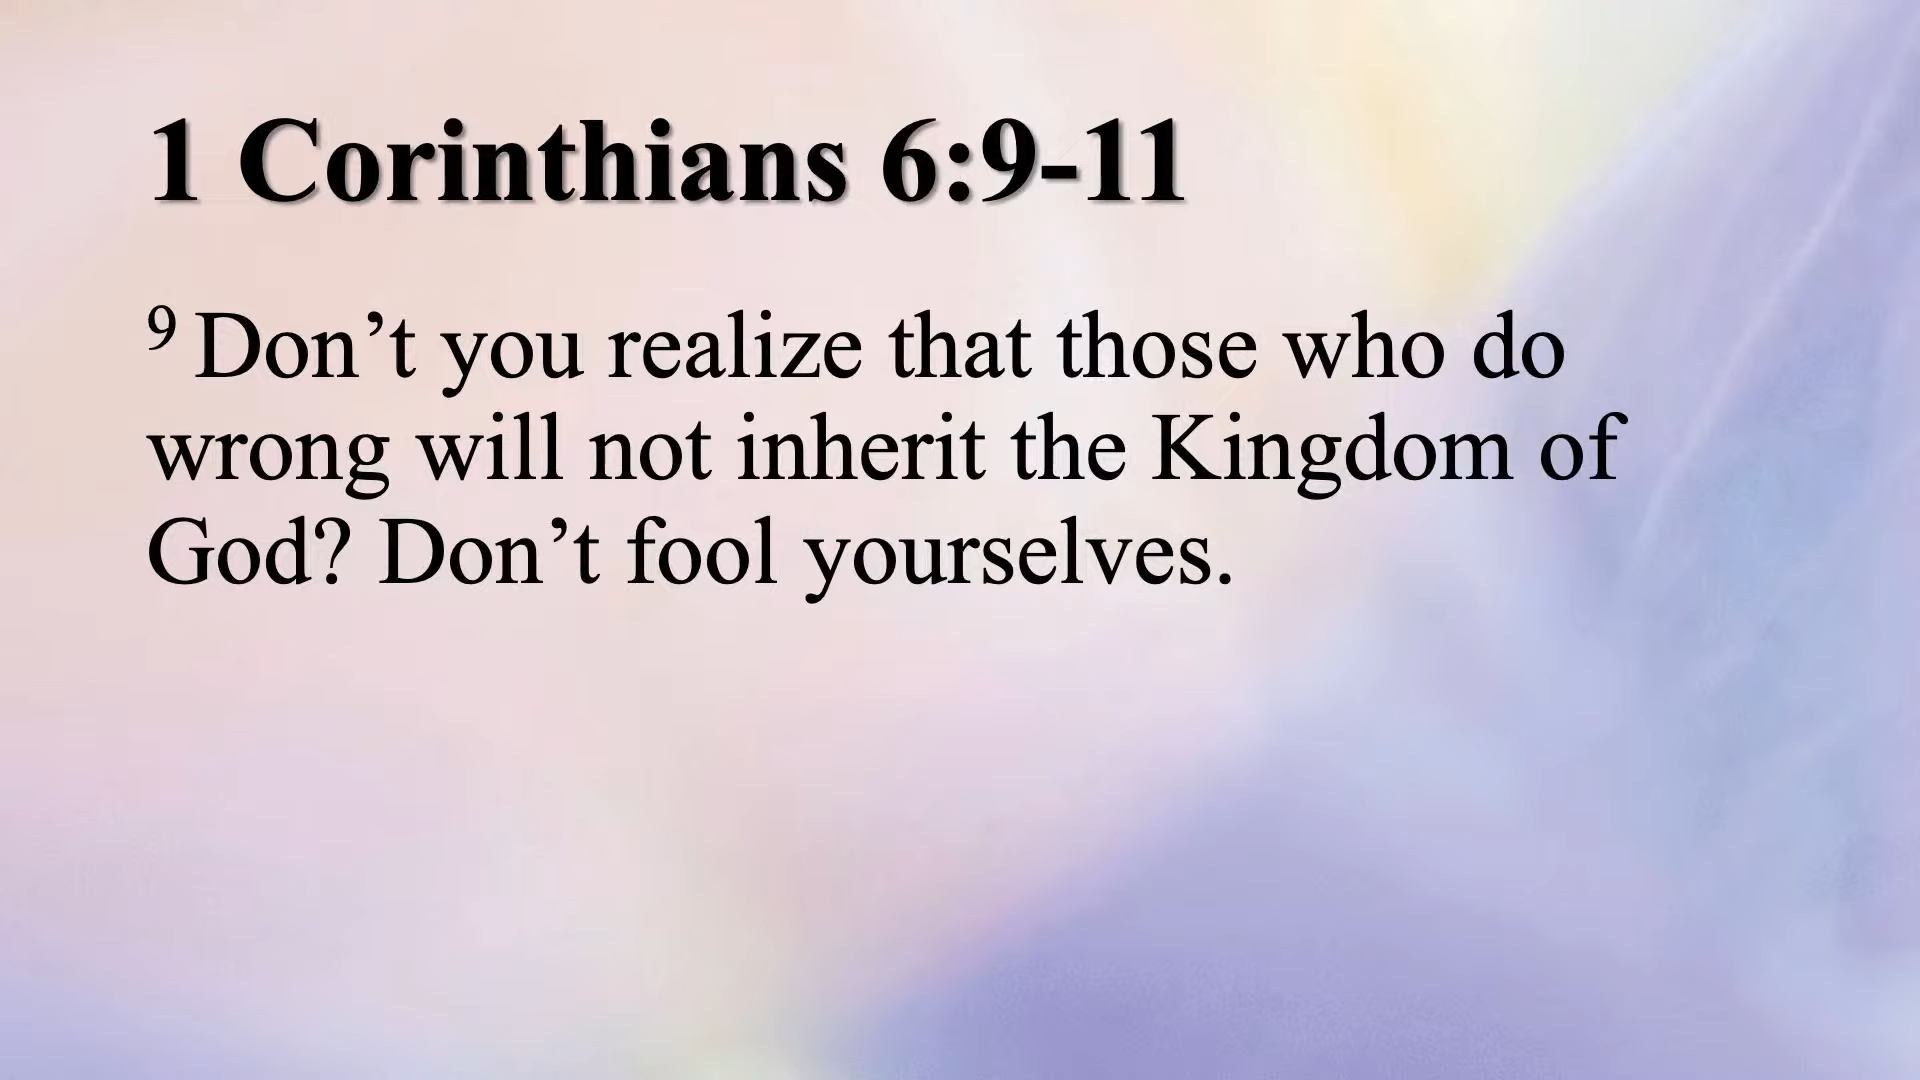 1 Corinthians 6:9-11
9 Don’t you realize that those who do
wrong will not inherit the Kingdom of
God? Don’t fool yourselves.